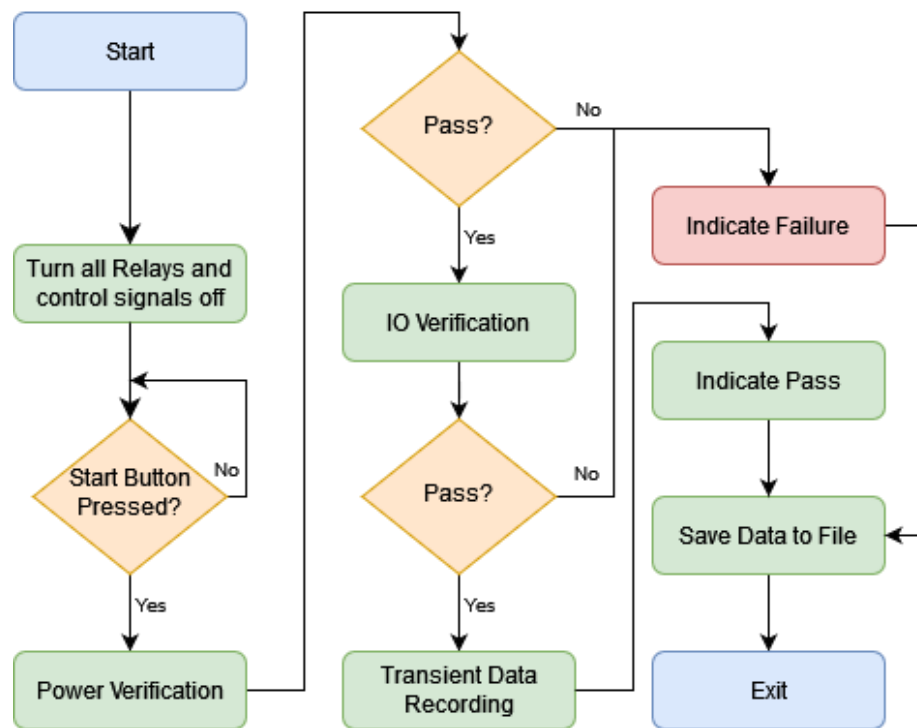 Start
Turn all Relays and
control signals off
Start Button
Pressed?
No
Yes
Power Verification
Pass?
No
Yes
IO Verification
Pass?
No
Yes
Transient Data
Recording
Indicate Failure
Indicate Pass
Save Data to File
Exit